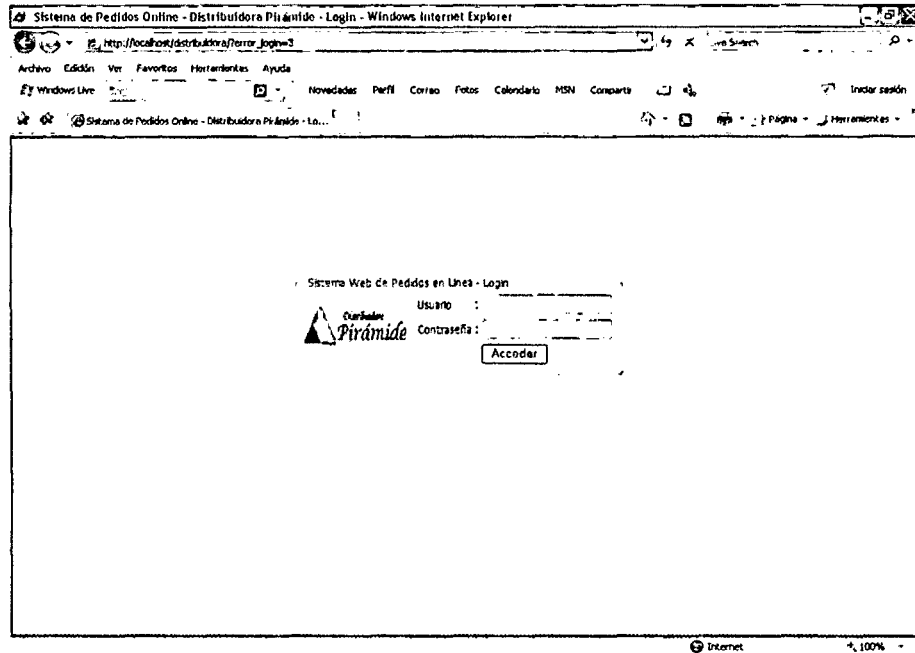 Sistema de Pedidos Online - Distribuidora Pirámide - Login - Windows Internet Explorer
http://localhost/distribuidora/?error_login=3
Archivo Edición Ver Favoritos Herramientas Ayuda
Windows Live Novedades Perfil Correo Fotos Calendario MSN Comparta Iniciar sesión
Sistema de Pedidos Online - Distribuidora Pirámide - Lo... Página Herramientas
Sistema Web de Pedidos en Linea - Login
Usuario :
Pirámide
Contraseña :
Acceder
Internet 100%